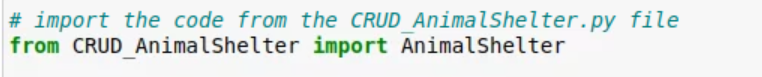 # import the code from the CRUD_AnimalShelter.py file
from CRUD_AnimalShelter import AnimalShelter